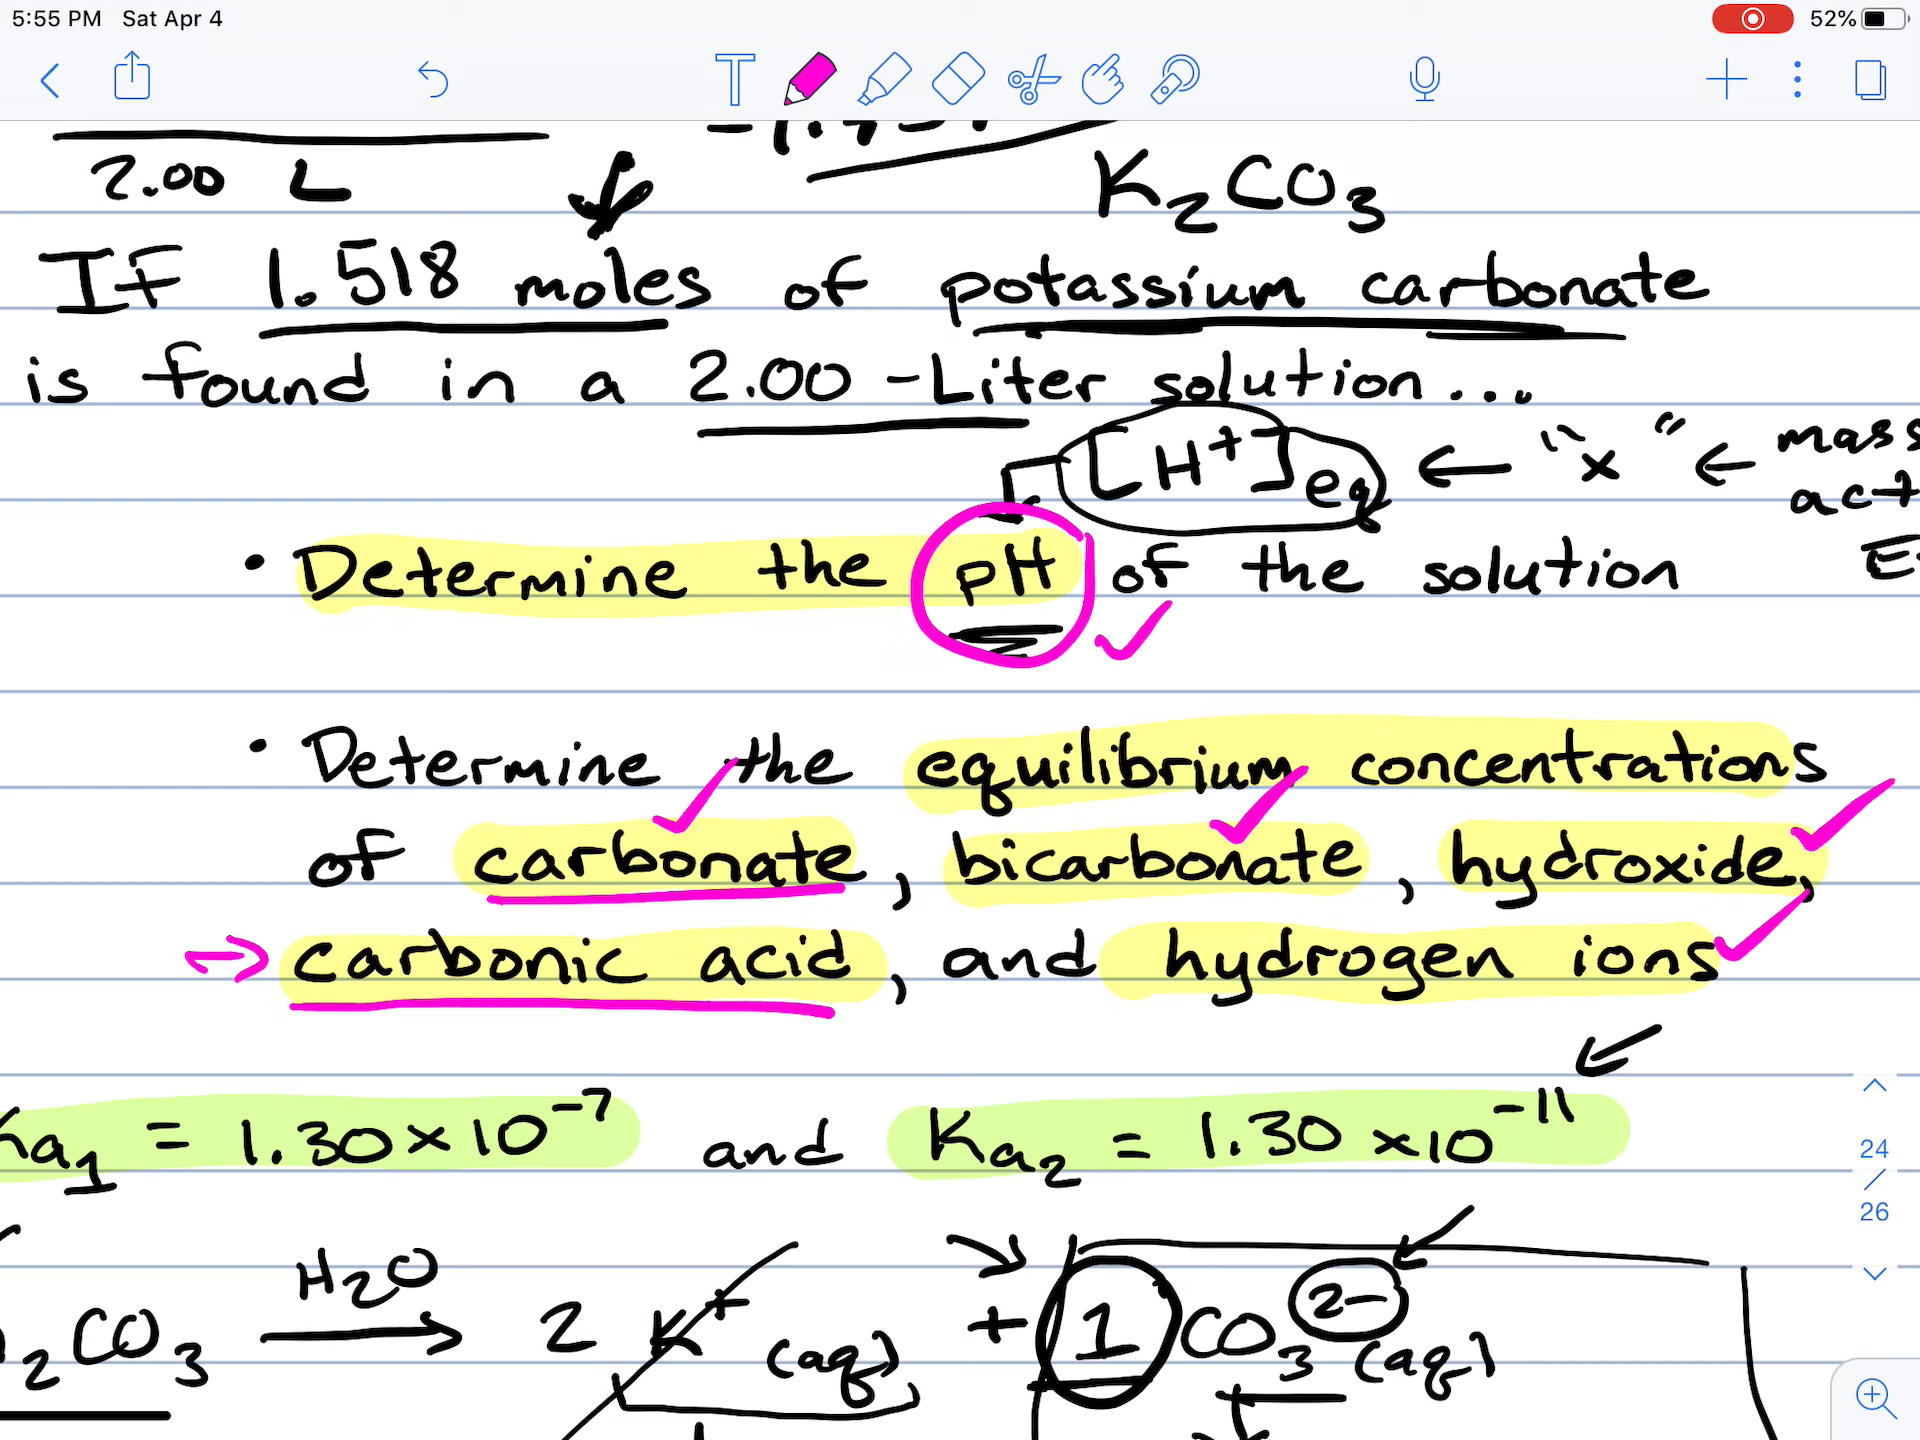 5:55 PM Sat Apr 4
52%
T
2.00 L
K₂CO₃
If 1.518 moles of potassium carbonate
is found in a 2.00-Liter solution...
[H⁺]eq ← "x" ← mass
act
• Determine the pH of the solution
• Determine the equilibrium concentrations
of carbonate, bicarbonate, hydroxide,
carbonic acid, and hydrogen ions
Ka₁ = 1.30 x 10⁻⁷ and Ka₂ = 1.30 x 10⁻¹¹
24
/
26
H₂O
₂CO₃ → 2 K⁺ (aq) + 1 CO₃²⁻ (aq)